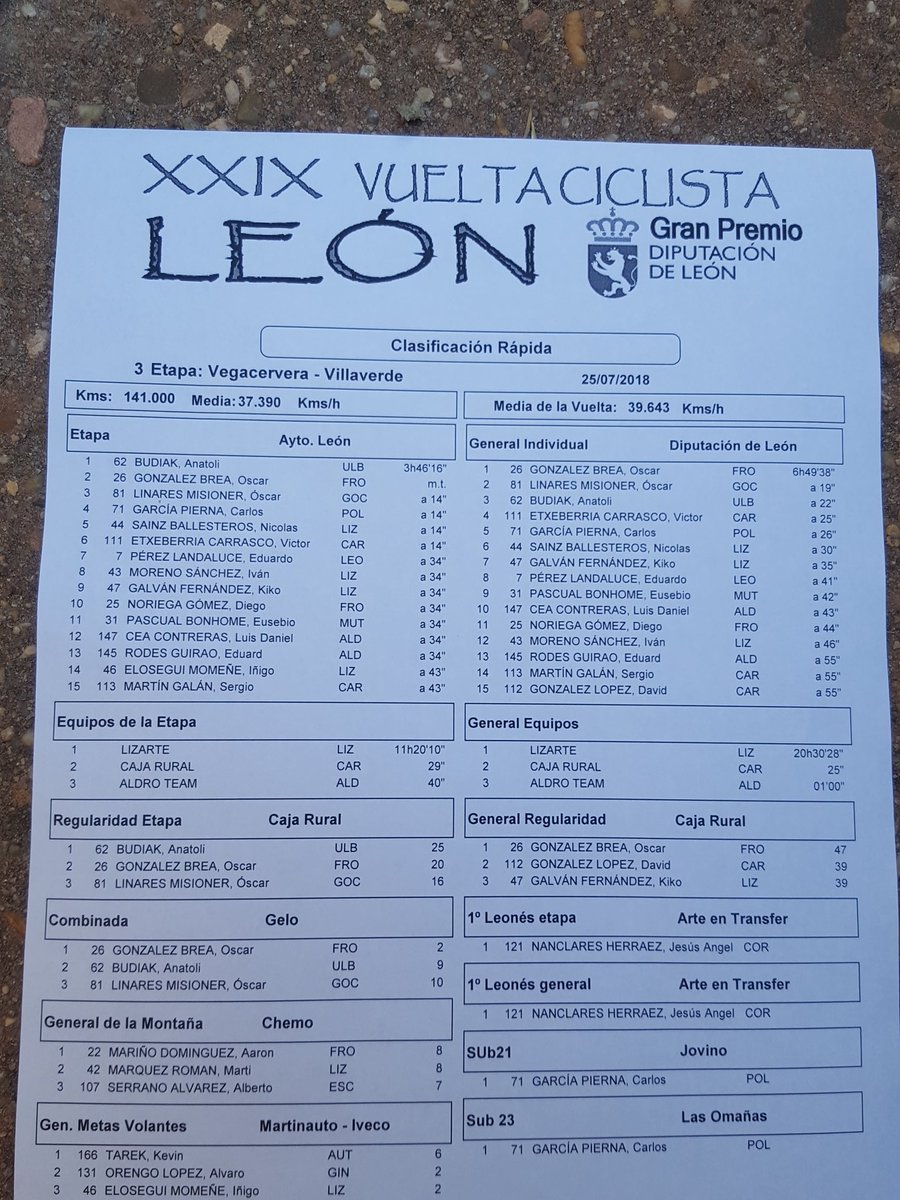 XXIX VUELTA CICLISTA
LEÓN
Gran Premio
DIPUTACIÓN
DE LEÓN
Clasificación Rápida
3 Etapa: Vegacervera - Villaverde 25/07/2018
Kms: 141.000 Media: 37.390 Kms/h
Media de la Vuelta: 39.643 Kms/h
Etapa Ayto. León
1 62 BUDIAK, Anatoli ULB 3h46'16"
2 26 GONZALEZ BREA, Oscar FRO m.t.
3 81 LINARES MISIONER, Óscar GOC a 14"
4 71 GARCÍA PIERNA, Carlos POL a 14"
5 44 SAINZ BALLESTEROS, Nicolas LIZ a 14"
6 111 ETXEBERRIA CARRASCO, Victor CAR a 14"
7 7 PÉREZ LANDALUCE, Eduardo LEO a 34"
8 43 MORENO SÁNCHEZ, Iván LIZ a 34"
9 47 GALVÁN FERNÁNDEZ, Kiko LIZ a 34"
10 25 NORIEGA GÓMEZ, Diego FRO a 34"
11 31 PASCUAL BONHOME, Eusebio MUT a 34"
12 147 CEA CONTRERAS, Luis Daniel ALD a 34"
13 145 RODES GUIRAO, Eduard ALD a 34"
14 46 ELOSEGUI MOMEÑE, Iñigo LIZ a 43"
15 113 MARTÍN GALÁN, Sergio CAR a 43"
General Individual Diputación de León
1 26 GONZALEZ BREA, Oscar FRO 6h49'38"
2 81 LINARES MISIONER, Óscar GOC a 19"
3 62 BUDIAK, Anatoli ULB a 22"
4 111 ETXEBERRIA CARRASCO, Victor CAR a 25"
5 71 GARCÍA PIERNA, Carlos POL a 26"
6 44 SAINZ BALLESTEROS, Nicolas LIZ a 30"
7 47 GALVÁN FERNÁNDEZ, Kiko LIZ a 35"
8 7 PÉREZ LANDALUCE, Eduardo LEO a 41"
9 31 PASCUAL BONHOME, Eusebio MUT a 42"
10 147 CEA CONTRERAS, Luis Daniel ALD a 43"
11 25 NORIEGA GÓMEZ, Diego FRO a 44"
12 43 MORENO SÁNCHEZ, Iván LIZ a 46"
13 145 RODES GUIRAO, Eduard ALD a 55"
14 113 MARTÍN GALÁN, Sergio CAR a 55"
15 112 GONZALEZ LOPEZ, David CAR a 55"
Equipos de la Etapa
1 LIZARTE LIZ 11h20'10"
2 CAJA RURAL CAR 29"
3 ALDRO TEAM ALD 40"
General Equipos
1 LIZARTE LIZ 20h30'28"
2 CAJA RURAL CAR 25"
3 ALDRO TEAM ALD 01'00"
Regularidad Etapa Caja Rural
1 62 BUDIAK, Anatoli ULB 25
2 26 GONZALEZ BREA, Oscar FRO 20
3 81 LINARES MISIONER, Óscar GOC 16
General Regularidad Caja Rural
1 26 GONZALEZ BREA, Oscar FRO 47
2 112 GONZALEZ LOPEZ, David CAR 39
3 47 GALVÁN FERNÁNDEZ, Kiko LIZ 39
Combinada Gelo
1 26 GONZALEZ BREA, Oscar FRO 2
2 62 BUDIAK, Anatoli ULB 9
3 81 LINARES MISIONER, Óscar GOC 10
1º Leonés etapa Arte en Transfer
1 121 NANCLARES HERRAEZ, Jesús Angel COR
1º Leonés general Arte en Transfer
1 121 NANCLARES HERRAEZ, Jesús Angel COR
General de la Montaña Chemo
1 22 MARIÑO DOMINGUEZ, Aaron FRO 8
2 42 MARQUEZ ROMAN, Marti LIZ 8
3 107 SERRANO ALVAREZ, Alberto ESC 7
SUb21 Jovino
1 71 GARCÍA PIERNA, Carlos POL
Gen. Metas Volantes Martinauto - Iveco
1 166 TAREK, Kevin AUT 6
2 131 ORENGO LOPEZ, Alvaro GIN 2
3 46 ELOSEGUI MOMEÑE, Iñigo LIZ 2
Sub 23 Las Omañas
1 71 GARCÍA PIERNA, Carlos POL